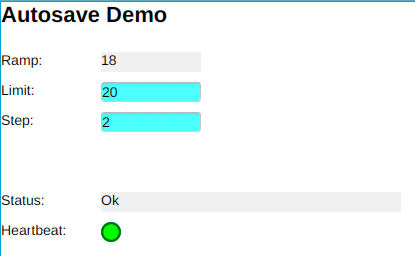 Autosave Demo
Ramp: 18
Limit: 20
Step: 2
Status: Ok
Heartbeat: